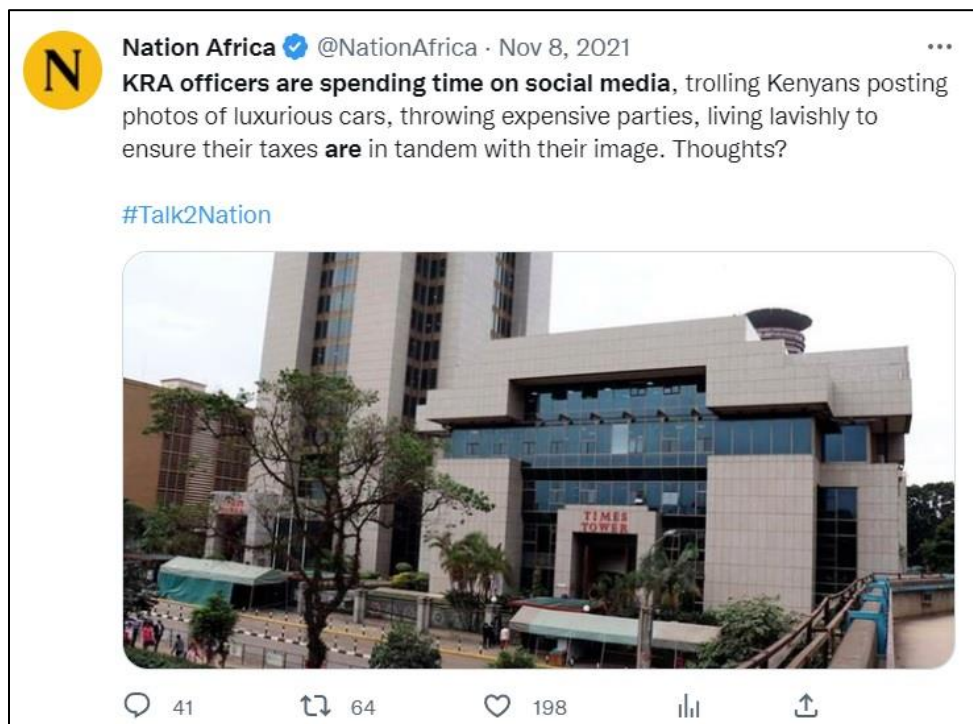 N
Nation Africa @NationAfrica · Nov 8, 2021
KRA officers are spending time on social media, trolling Kenyans posting
photos of luxurious cars, throwing expensive parties, living lavishly to
ensure their taxes are in tandem with their image. Thoughts?
#Talk2Nation
TIMES
TOWER
41 64 198